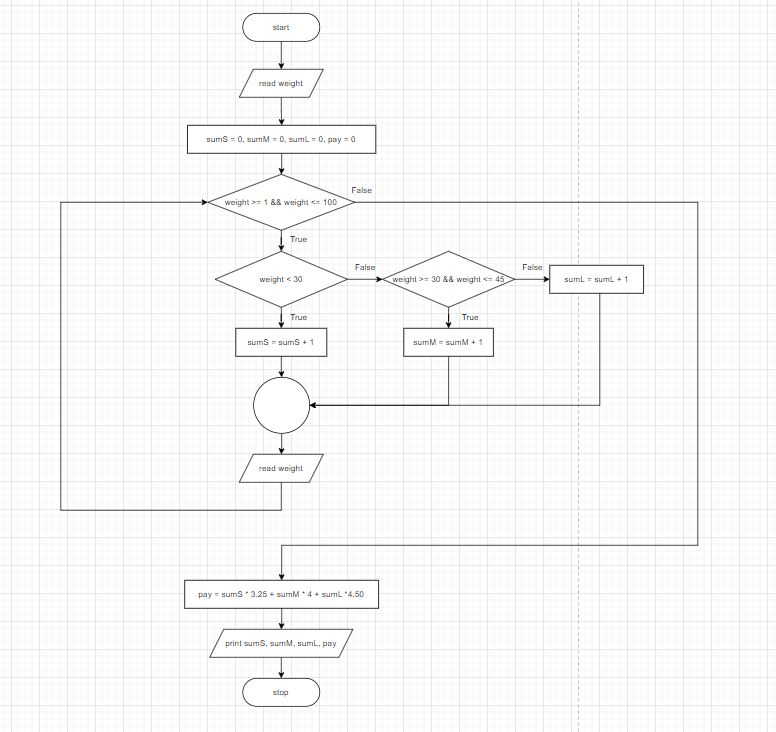 start
read weight
sumS = 0, sumM = 0, sumL = 0, pay = 0
False
weight >= 1 && weight <= 100
True
False
False
weight < 30
weight >= 30 && weight <= 45
sumL = sumL + 1
True
True
sumS = sumS + 1
sumM = sumM + 1
read weight
pay = sumS * 3.25 + sumM * 4 + sumL *4.50
print sumS, sumM, sumL, pay
stop